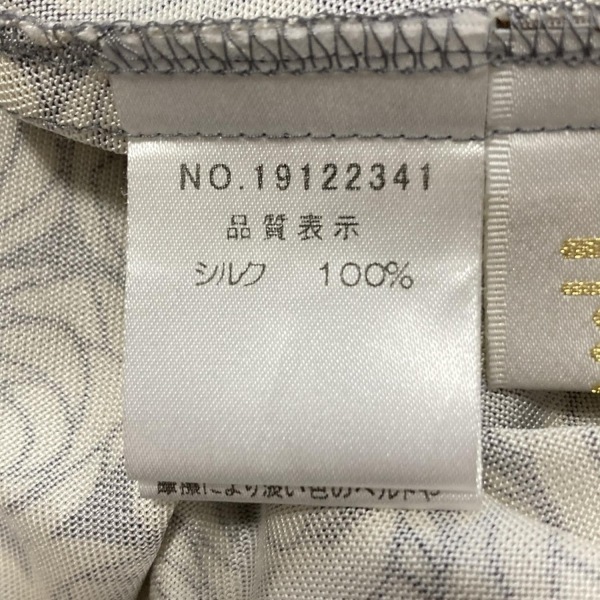 NO.19122341
品質表示
シルク 100%
摩擦により淡い色のベルトや